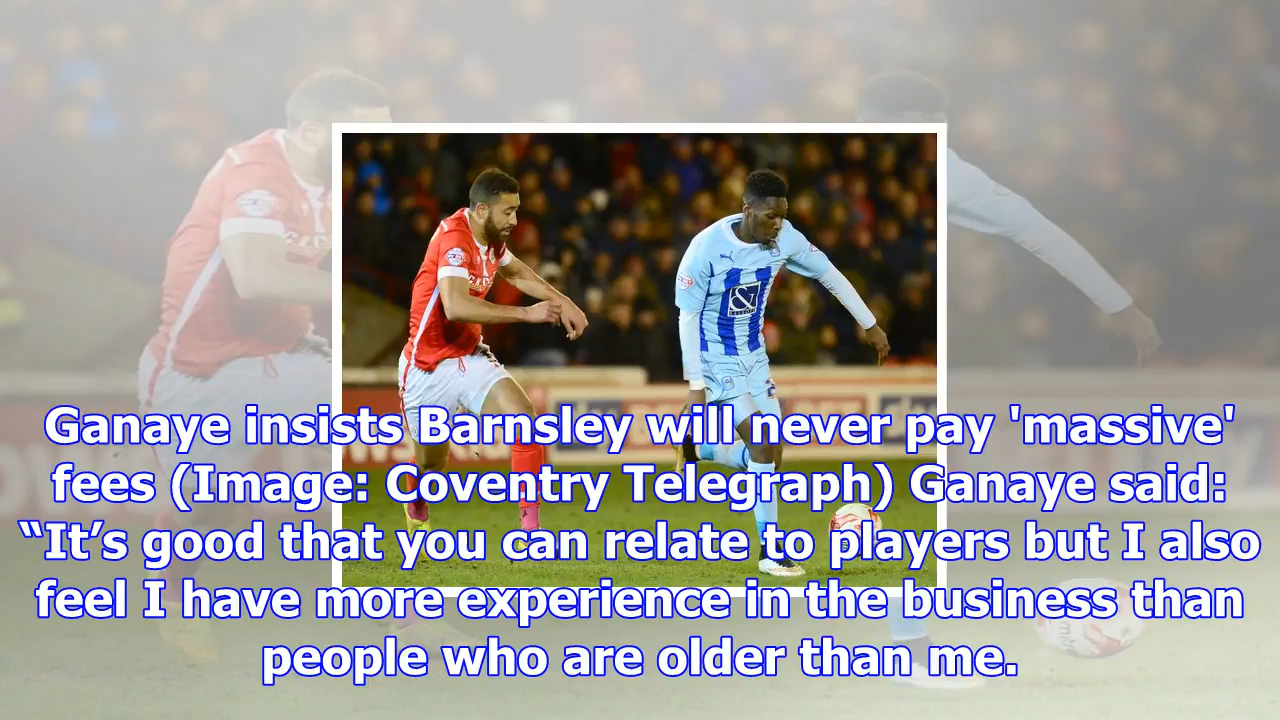 Ganaye insists Barnsley will never pay 'massive'
fees (Image: Coventry Telegraph) Ganaye said:
“It’s good that you can relate to players but I also
feel I have more experience in the business than
people who are older than me.